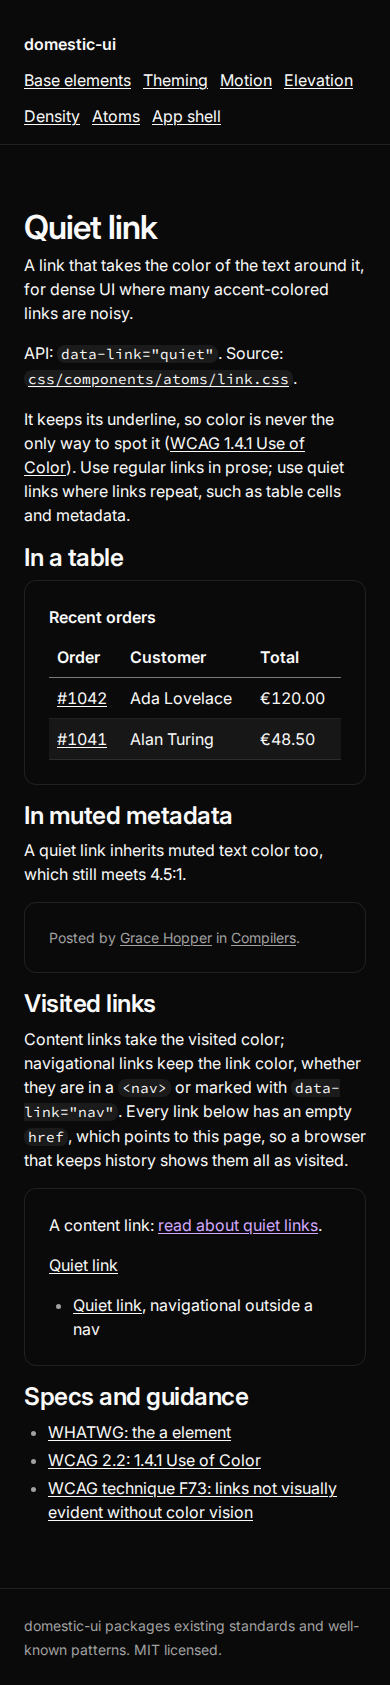 domestic-ui
Base elements Theming Motion Elevation
Density Atoms App shell
Quiet link
A link that takes the color of the text around it,
for dense UI where many accent-colored
links are noisy.
API: data-link="quiet". Source:
css/components/atoms/link.css.
It keeps its underline, so color is never the
only way to spot it (WCAG 1.4.1 Use of
Color). Use regular links in prose; use quiet
links where links repeat, such as table cells
and metadata.
In a table
Recent orders
Order Customer Total
#1042 Ada Lovelace €120.00
#1041 Alan Turing €48.50
In muted metadata
A quiet link inherits muted text color too,
which still meets 4.5:1.
Posted by Grace Hopper in Compilers.
Visited links
Content links take the visited color;
navigational links keep the link color, whether
they are in a <nav> or marked with data-
link="nav". Every link below has an empty
href, which points to this page, so a browser
that keeps history shows them all as visited.
A content link: read about quiet links.
Quiet link
• Quiet link, navigational outside a
nav
Specs and guidance
• WHATWG: the a element
• WCAG 2.2: 1.4.1 Use of Color
• WCAG technique F73: links not visually
evident without color vision
domestic-ui packages existing standards and well-
known patterns. MIT licensed.